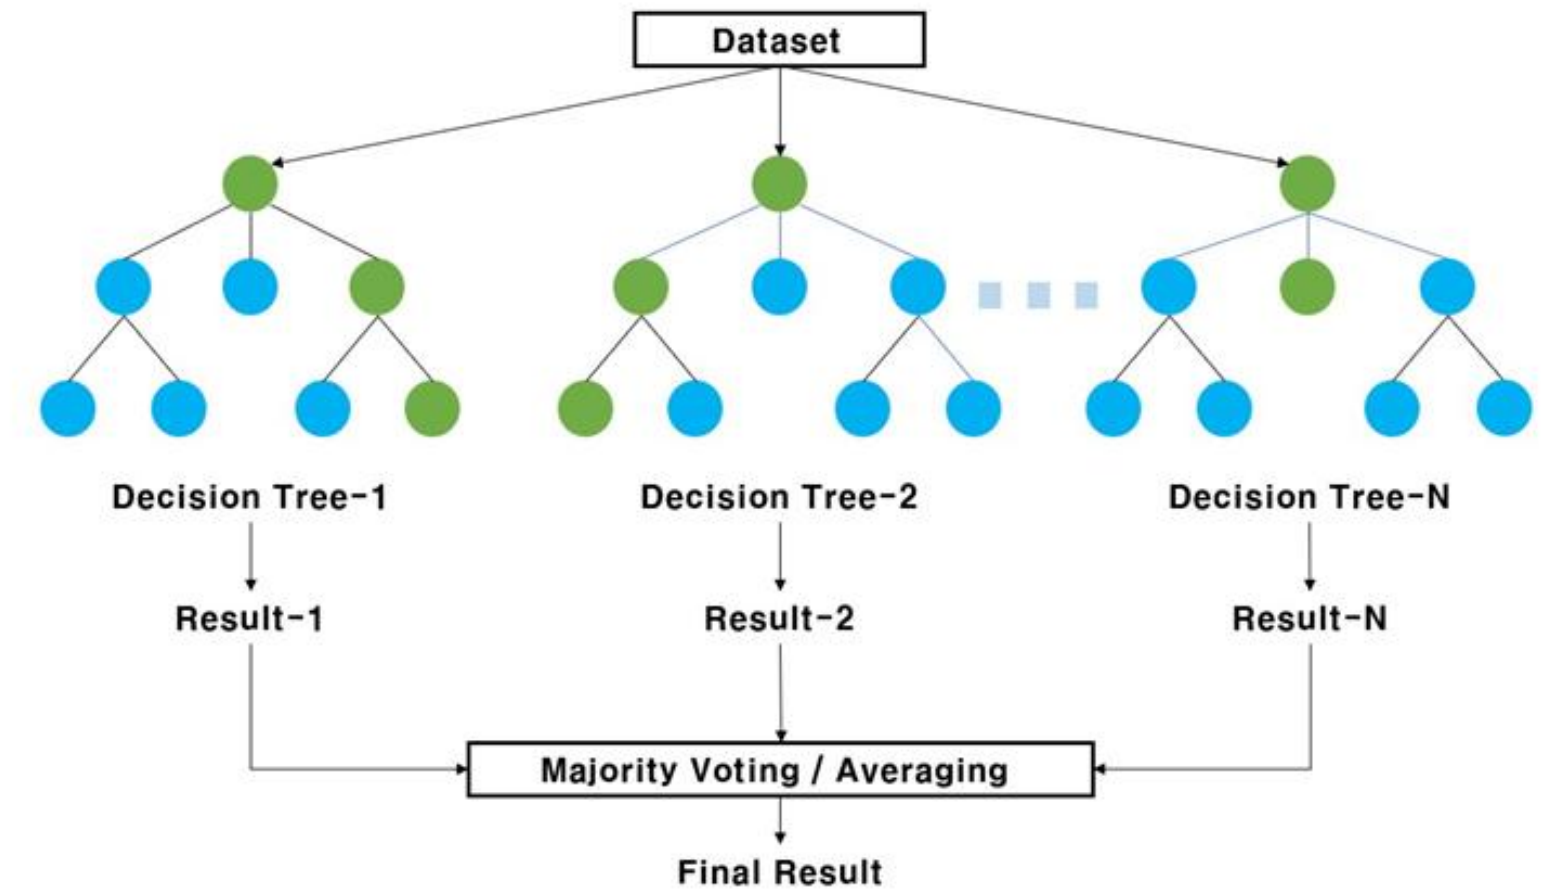 Dataset
Decision Tree-1
Decision Tree-2
Decision Tree-N
Result-1
Result-2
Result-N
Majority Voting / Averaging
Final Result